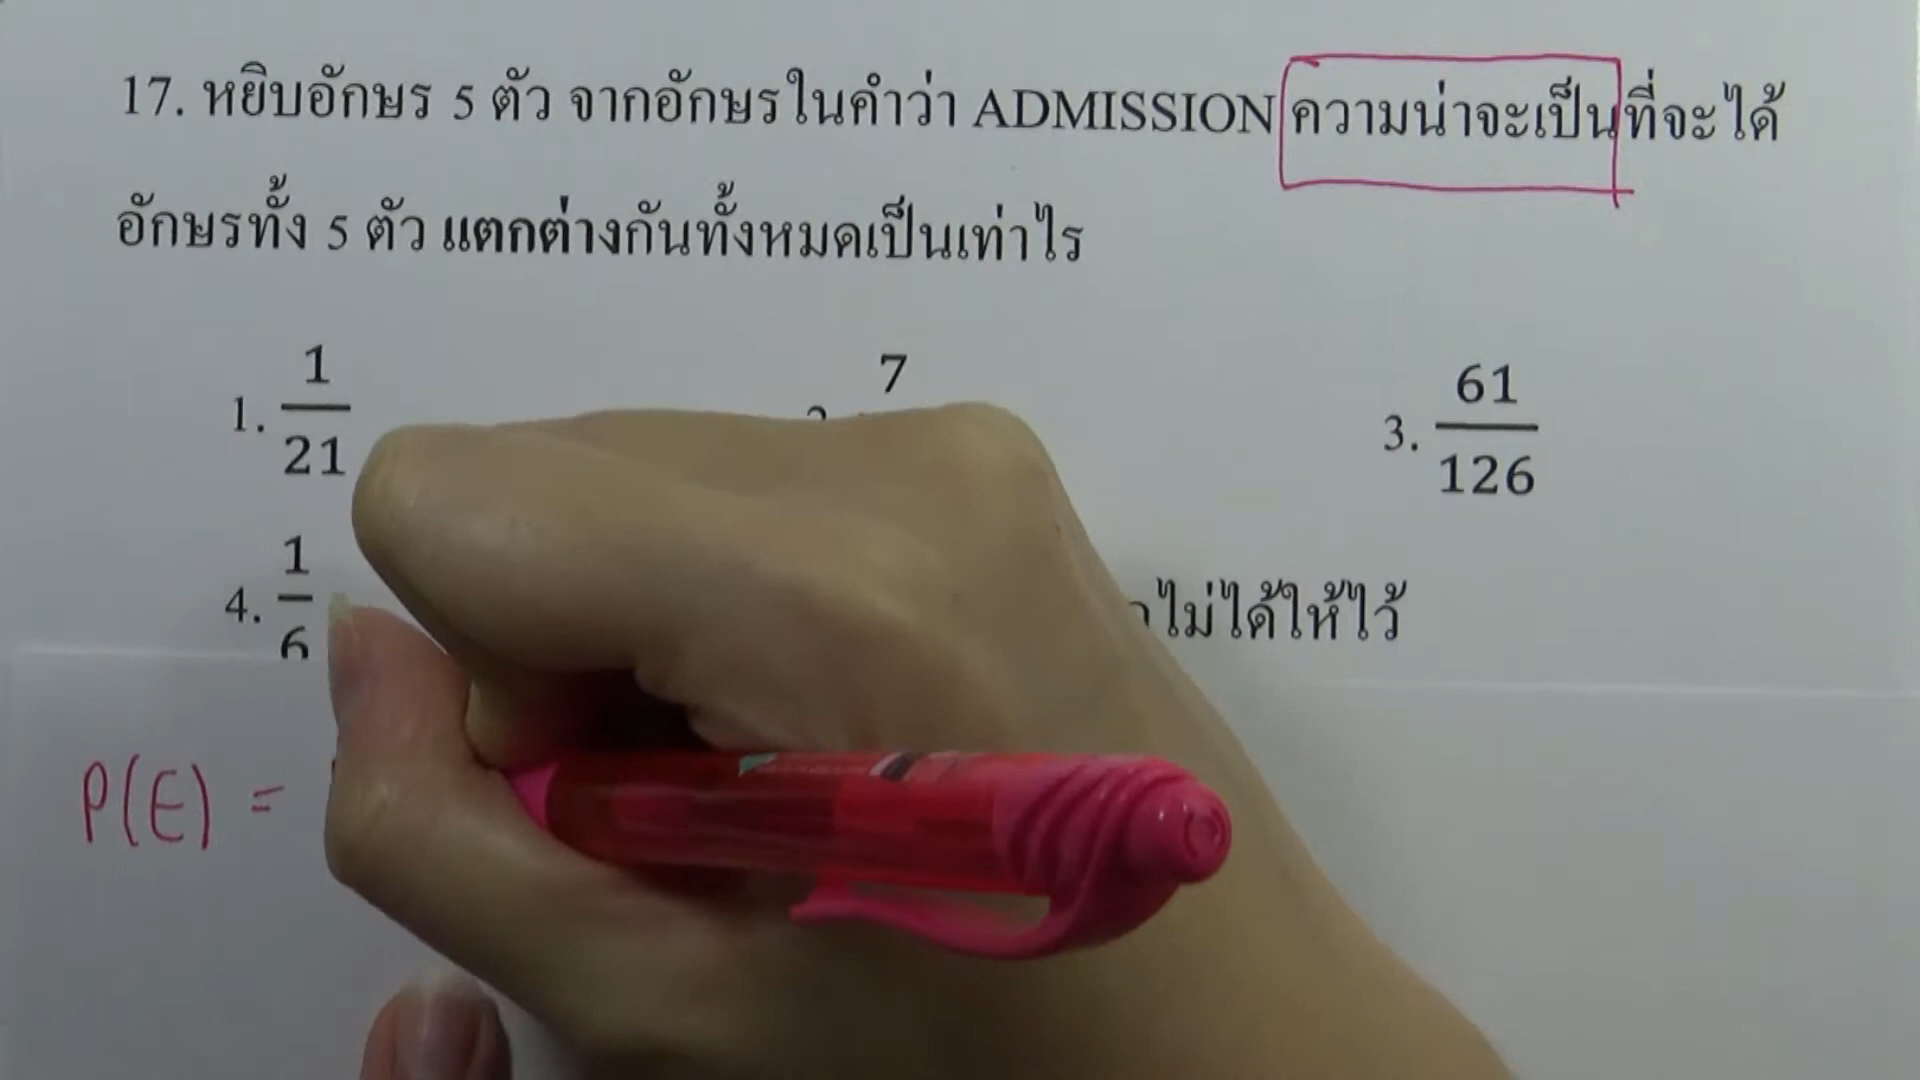 17. หยิบอักษร 5 ตัว จากอักษรในคำว่า ADMISSION ความน่าจะเป็นที่จะได้
อักษรทั้ง 5 ตัว แตกต่างกันทั้งหมดเป็นเท่าไร
1. 1/21
7
3. 61/126
4. 1/6
ไม่ได้ให้ไว้
P(E) =